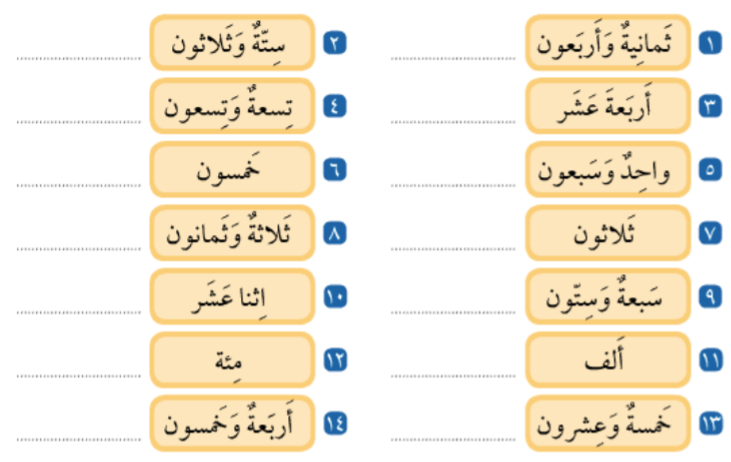 ١ ثَمانِيةٌ وَأَربَعون ٢ سِتّةٌ وَثَلاثون
٣ أَربَعةَ عَشَر ٤ تِسعةٌ وَتِسعون
٥ واحِدٌ وَسَبعون ٦ خَمسون
٧ ثَلاثون ٨ ثَلاثةٌ وَثَمانون
٩ سَبعةٌ وَسِتّون ١٠ اِثنا عَشَر
١١ أَلف ١٢ مِئة
١٣ خَمسةٌ وَعِشرون ١٤ أَربَعةٌ وَخَمسون